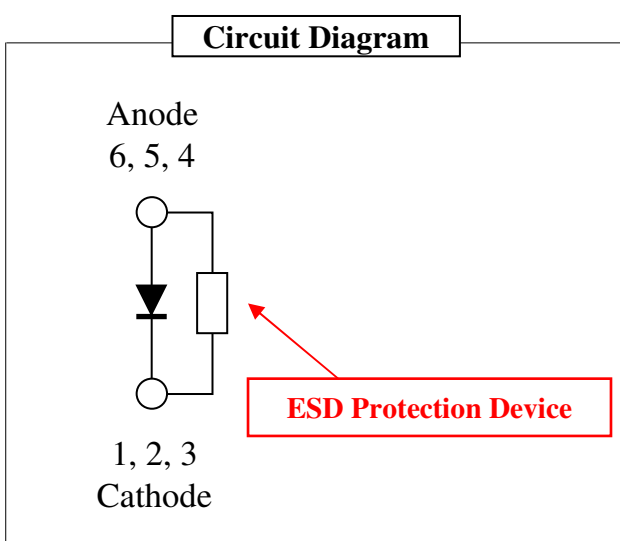 Circuit Diagram
Anode
6, 5, 4
ESD Protection Device
1, 2, 3
Cathode